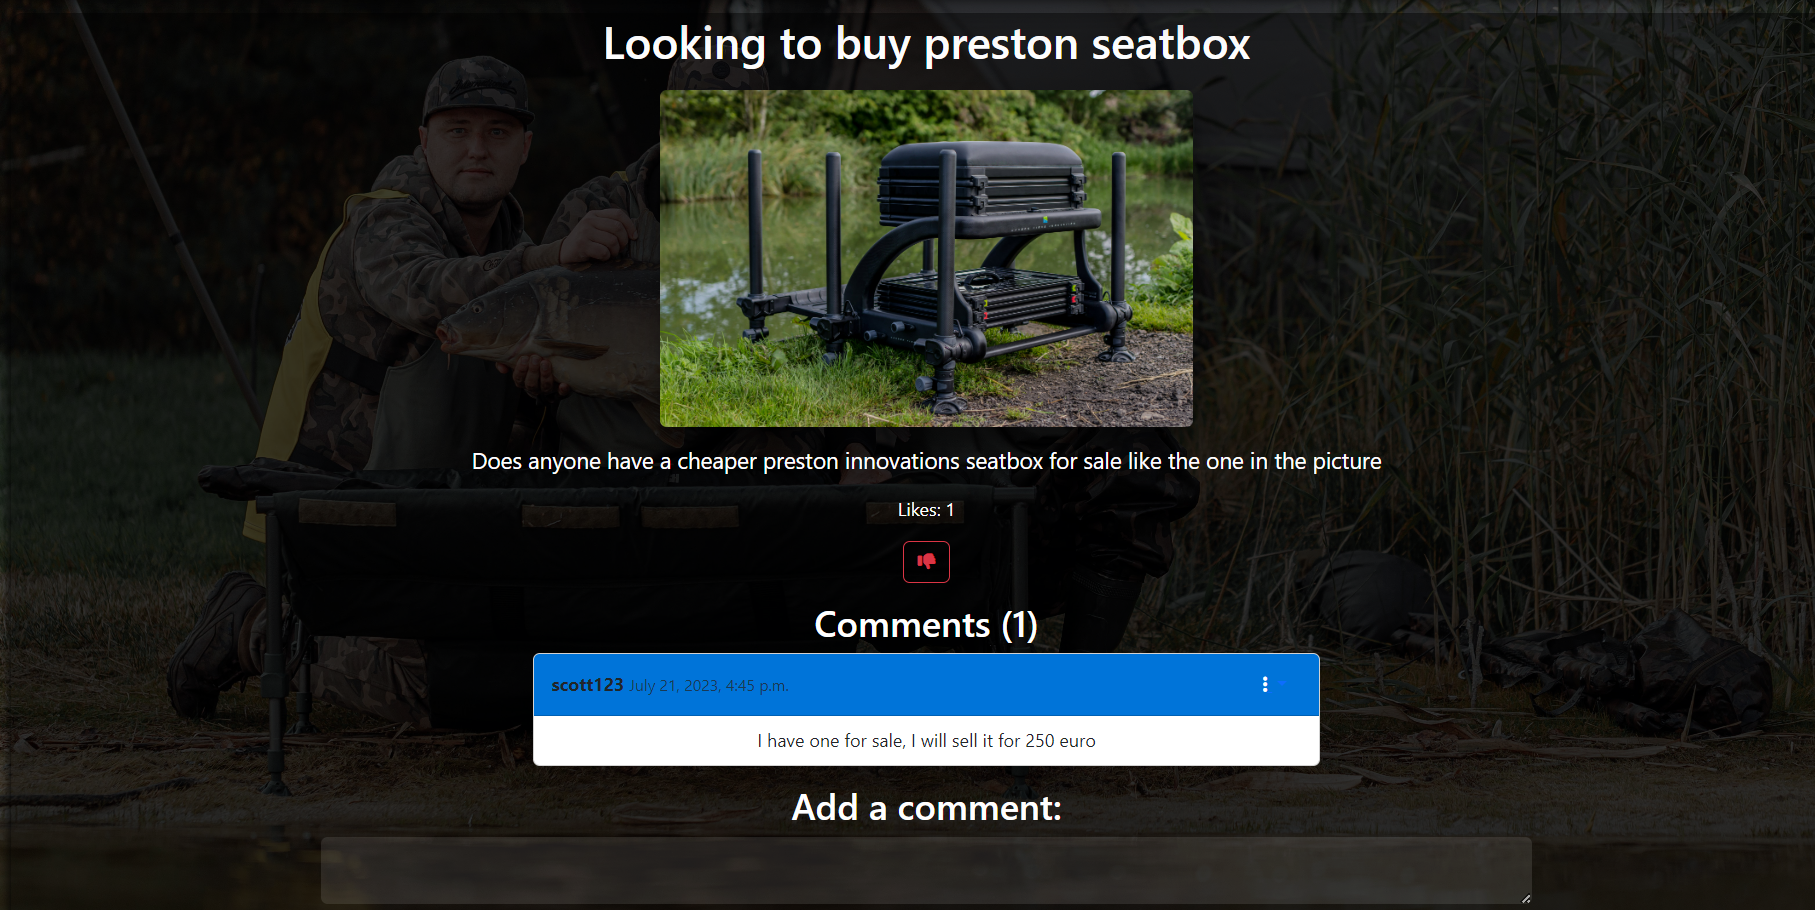 Looking to buy preston seatbox
Does anyone have a cheaper preston innovations seatbox for sale like the one in the picture
Likes: 1
Comments (1)
scott123 July 21, 2023, 4:45 p.m.
I have one for sale, I will sell it for 250 euro
Add a comment: